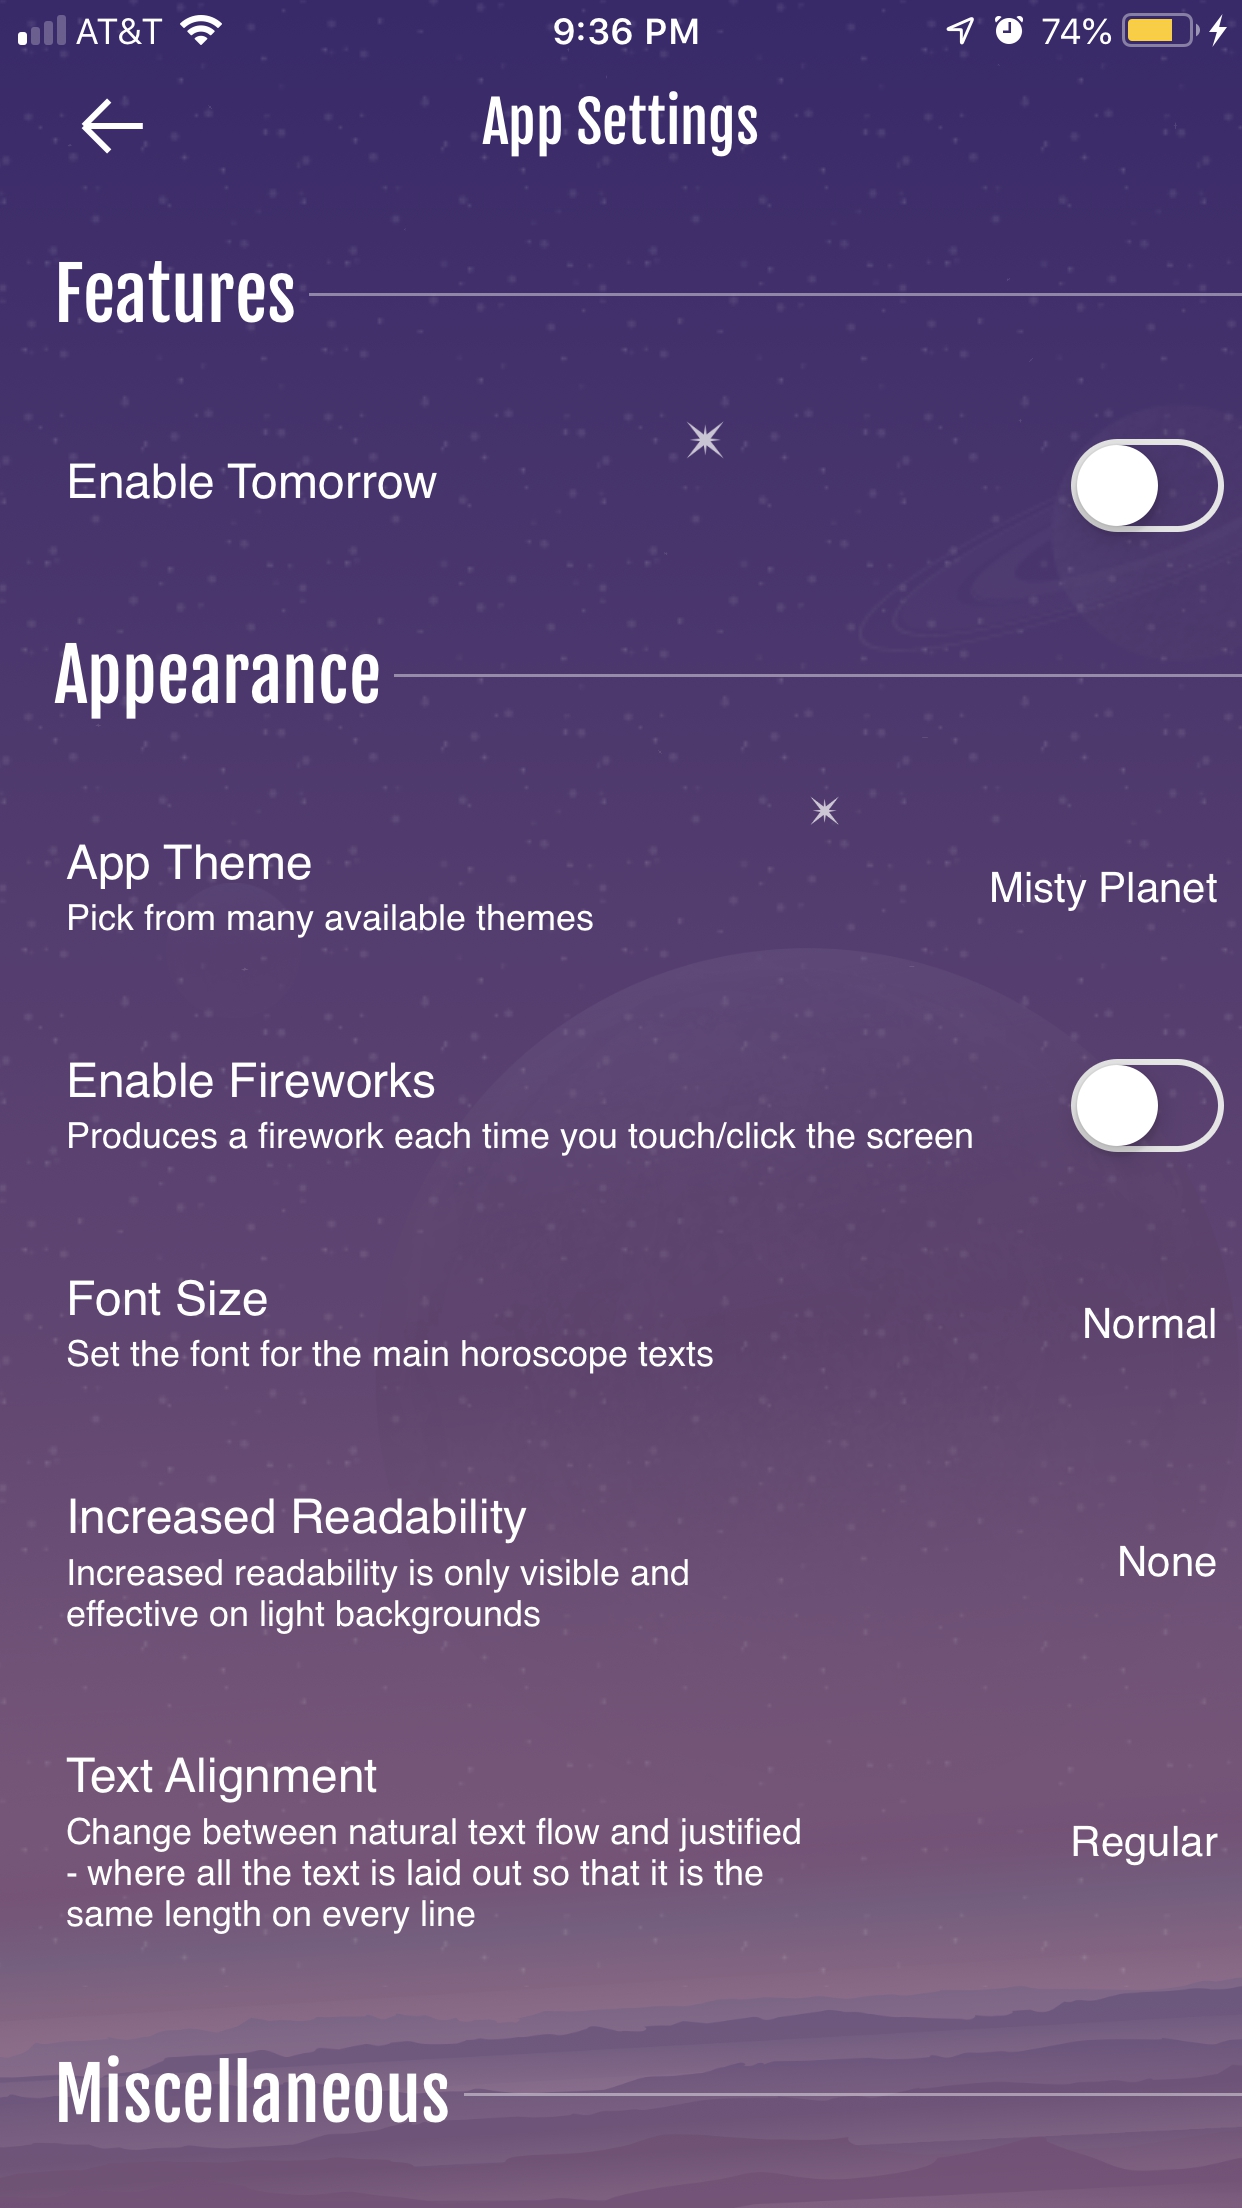 AT&T 9:36 PM 74%
App Settings
Features
Enable Tomorrow
Appearance
App Theme
Pick from many available themes
Misty Planet
Enable Fireworks
Produces a firework each time you touch/click the screen
Font Size
Set the font for the main horoscope texts
Normal
Increased Readability
Increased readability is only visible and
effective on light backgrounds
None
Text Alignment
Change between natural text flow and justified
- where all the text is laid out so that it is the
same length on every line
Regular
Miscellaneous